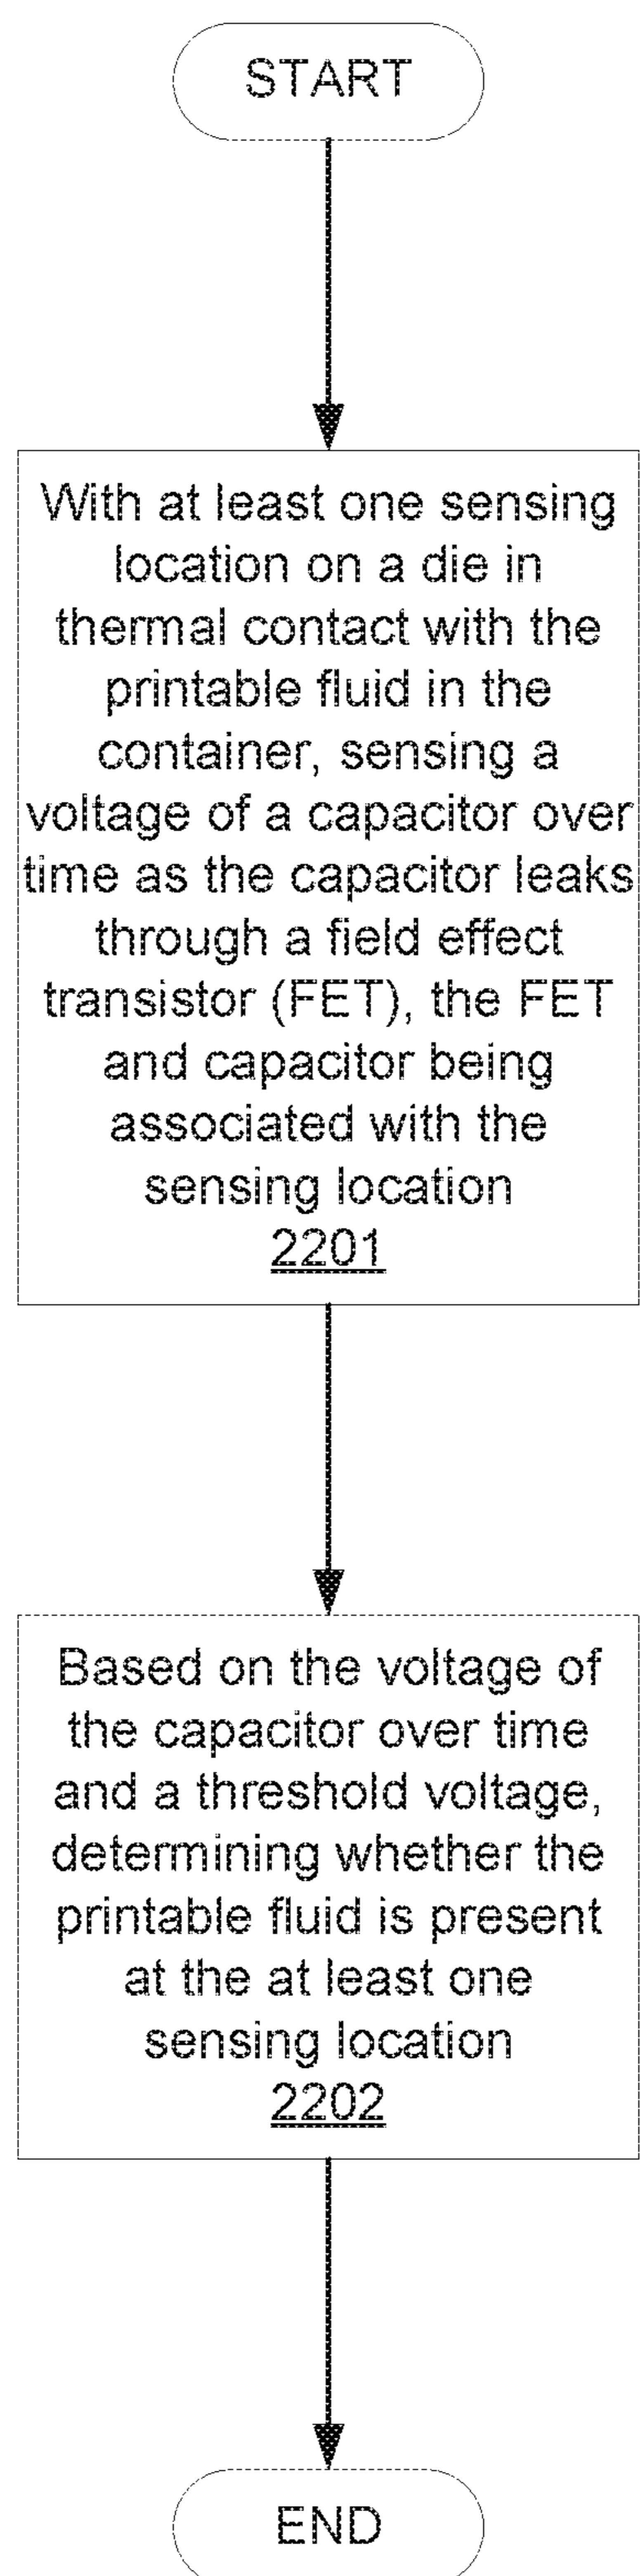 START
With at least one sensing
location on a die in
thermal contact with the
printable fluid in the
container, sensing a
voltage of a capacitor over
time as the capacitor leaks
through a field effect
transistor (FET), the FET
and capacitor being
associated with the
sensing location
2201
Based on the voltage of
the capacitor over time
and a threshold voltage,
determining whether the
printable fluid is present
at the at least one
sensing location
2202
END